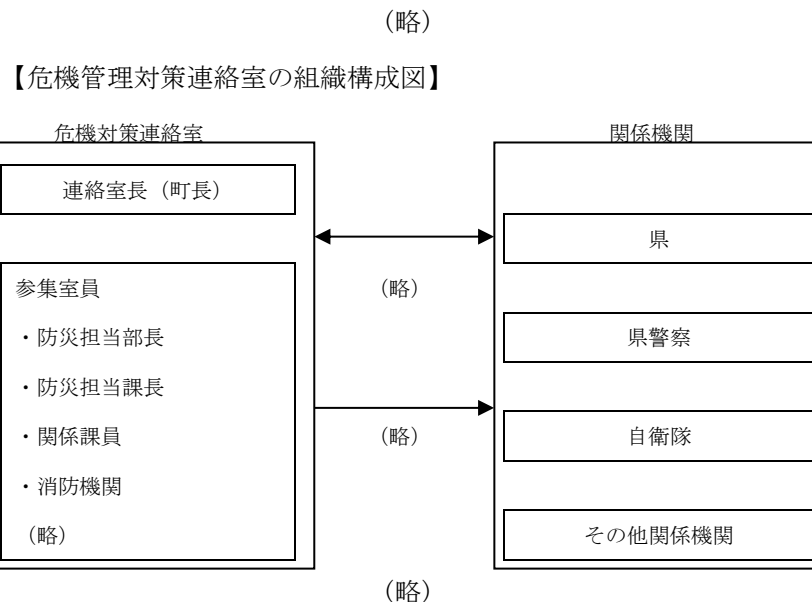 （略）
【危機管理対策連絡室の組織構成図】
危機対策連絡室
関係機関
連絡室長（町長）
県
参集室員
・防災担当部長
・防災担当課長
・関係課員
・消防機関
（略）
（略）
（略）
県警察
自衛隊
その他関係機関
（略）